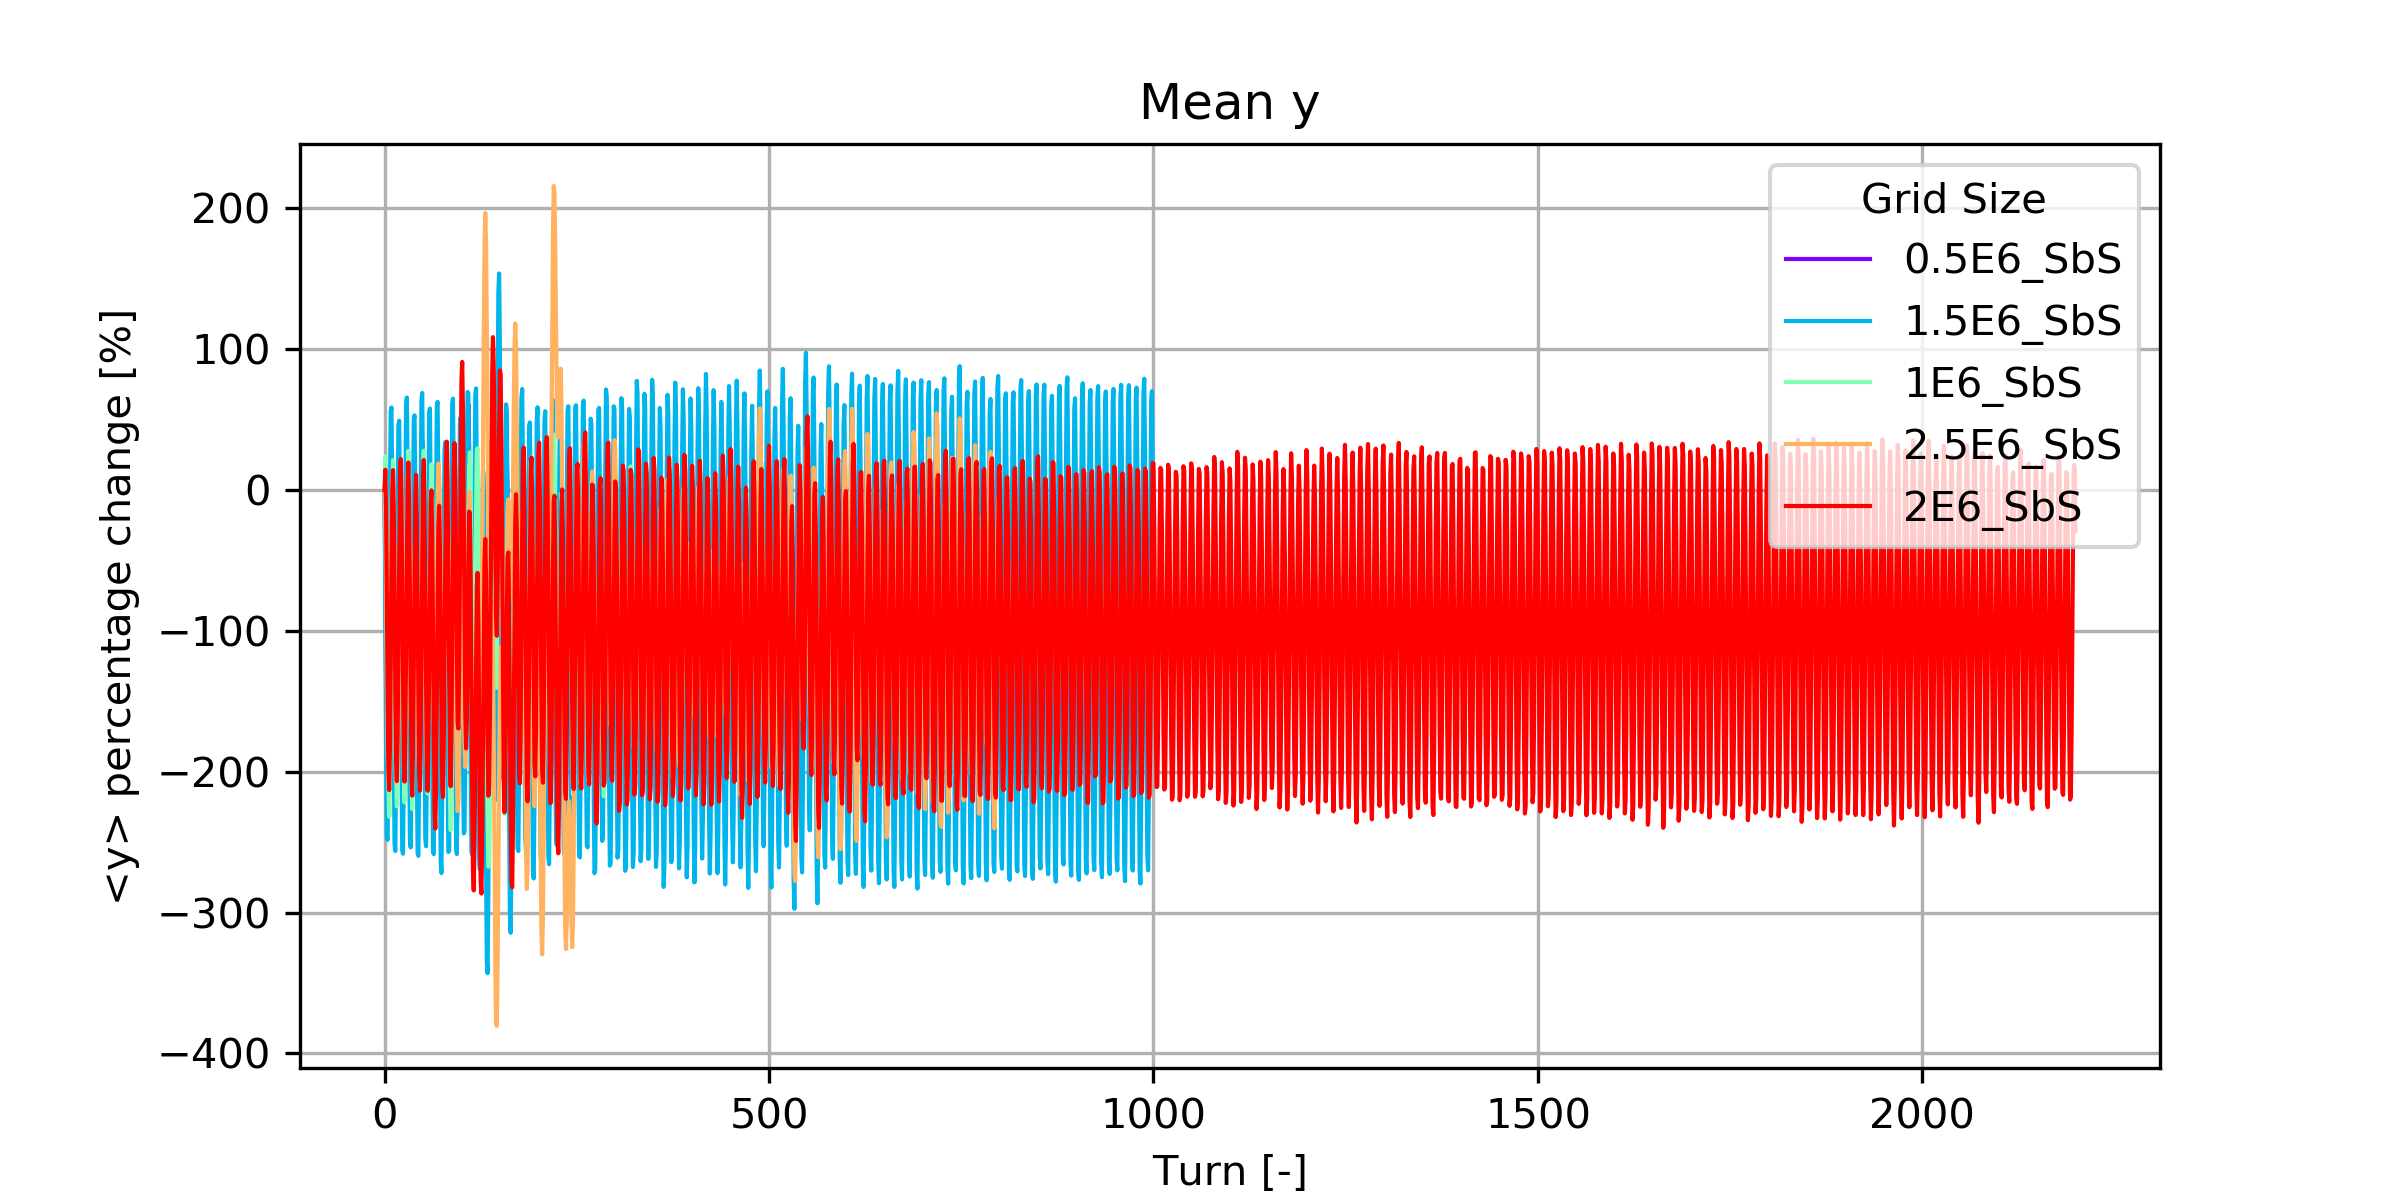 Mean y
<y> percentage change [%]
200
100
0
−100
−200
−300
−400
Grid Size
0.5E6_SbS
1.5E6_SbS
1E6_SbS
2.5E6_SbS
2E6_SbS
0
500
1000
1500
2000
Turn [-]